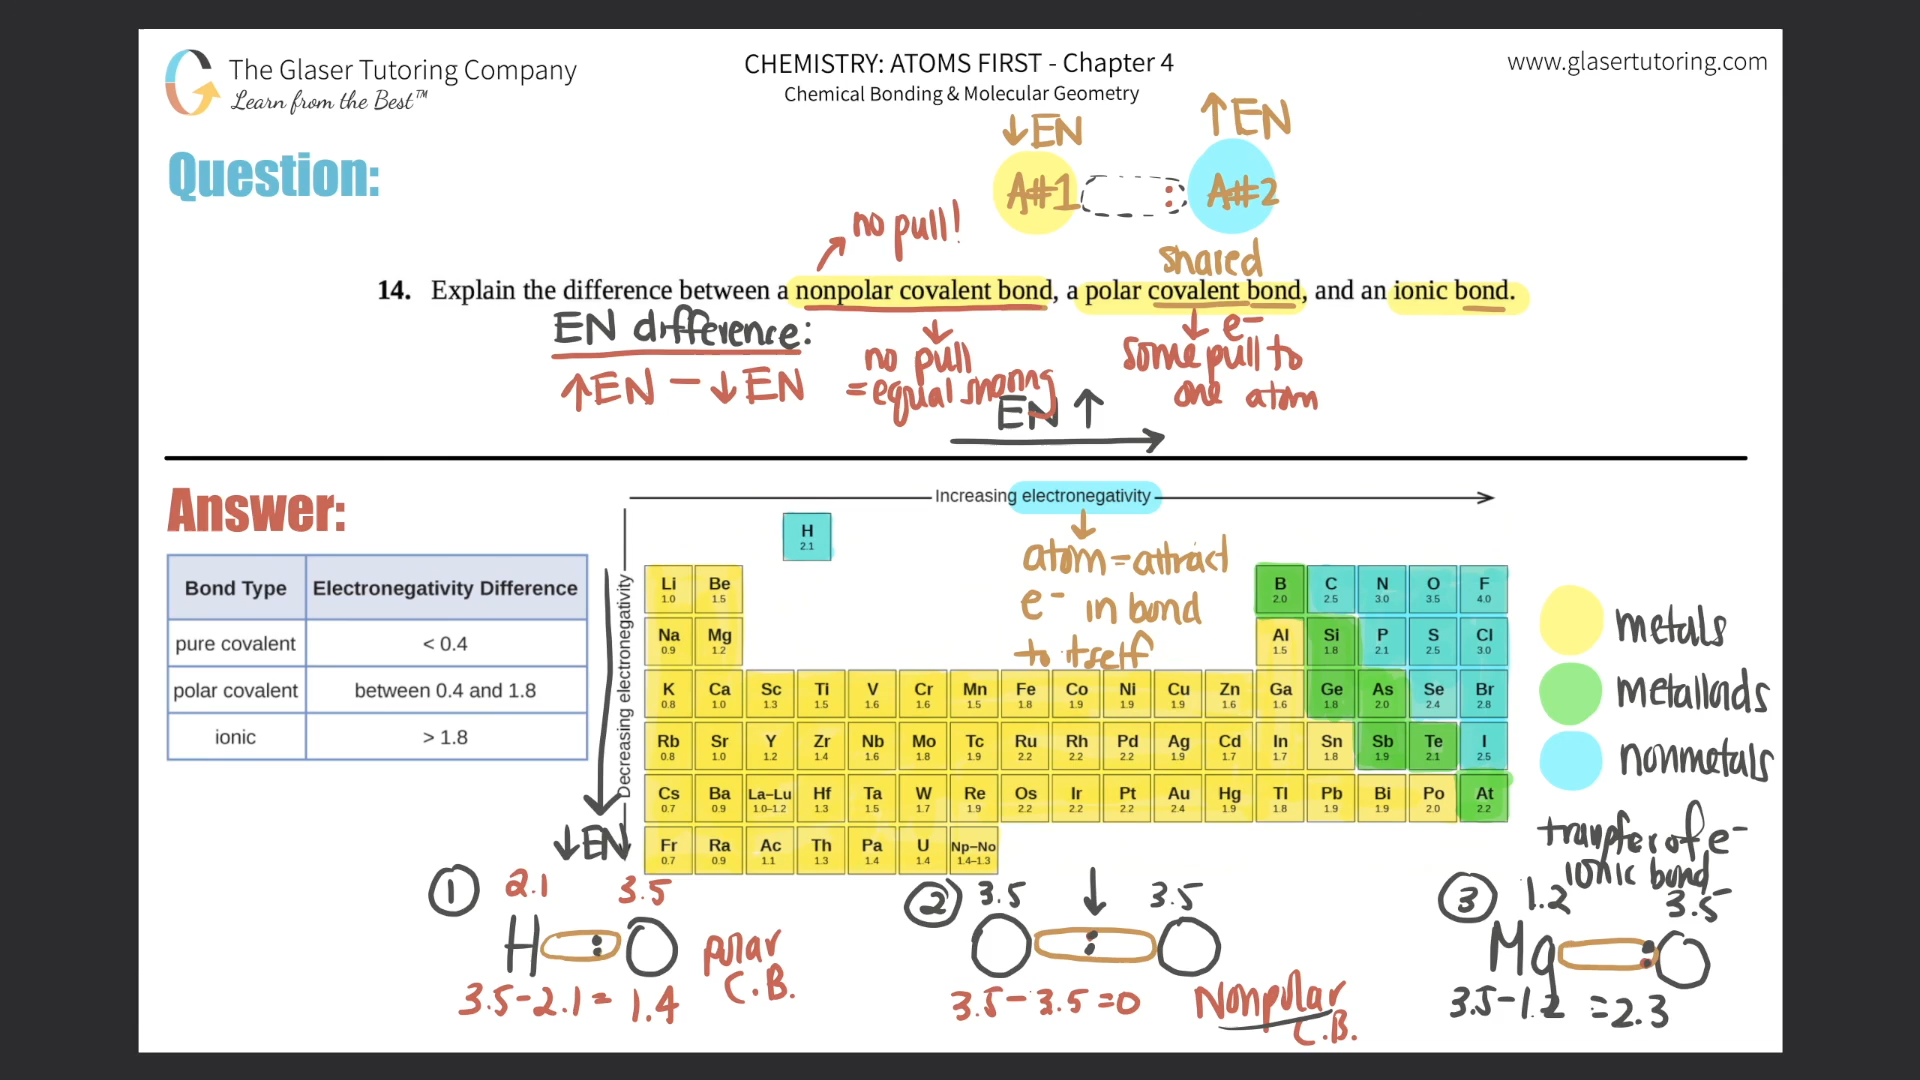 The Glaser Tutoring Company
Learn from the Best™
CHEMISTRY: ATOMS FIRST - Chapter 4
Chemical Bonding & Molecular Geometry
www.glasertutoring.com
Question:
↓EN
↑EN
A#1
A#2
no pull!
shared
14. Explain the difference between a nonpolar covalent bond, a polar covalent bond, and an ionic bond.
EN difference:
↑EN - ↓EN
no pull
= equal sharing
e-
some pull to
one atom
EN ↑
Answer:
Bond Type Electronegativity Difference
pure covalent < 0.4
polar covalent between 0.4 and 1.8
ionic > 1.8
Increasing electronegativity
Decreasing electronegativity
atom = attract
e- in bond
to itself
H
2.1
Li Be B C N O F
1.0 1.5 2.0 2.5 3.0 3.5 4.0
Na Mg Al Si P S Cl
0.9 1.2 1.5 1.8 2.1 2.5 3.0
K Ca Sc Ti V Cr Mn Fe Co Ni Cu Zn Ga Ge As Se Br
0.8 1.0 1.3 1.5 1.6 1.6 1.5 1.8 1.9 1.9 1.9 1.6 1.6 1.8 2.0 2.4 2.8
Rb Sr Y Zr Nb Mo Tc Ru Rh Pd Ag Cd In Sn Sb Te I
0.8 1.0 1.2 1.4 1.6 1.8 1.9 2.2 2.2 2.2 1.9 1.7 1.7 1.8 1.9 2.1 2.5
Cs Ba La–Lu Hf Ta W Re Os Ir Pt Au Hg Tl Pb Bi Po At
0.7 0.9 1.0–1.2 1.3 1.5 1.7 1.9 2.2 2.2 2.2 2.4 1.9 1.8 1.9 1.9 2.0 2.2
Fr Ra Ac Th Pa U Np–No
0.7 0.9 1.1 1.3 1.4 1.4 1.4–1.3
metals
metalloids
nonmetals
↓EN
tranpfer of e-
ionic bond
1 2.1 3.5
H : O
polar
C.B.
3.5-2.1 = 1.4
2 3.5 3.5
O : O
3.5-3.5=0
Nonpolar
C.B.
3 1.2 3.5
Mg : O
3.5-1.2 =2.3